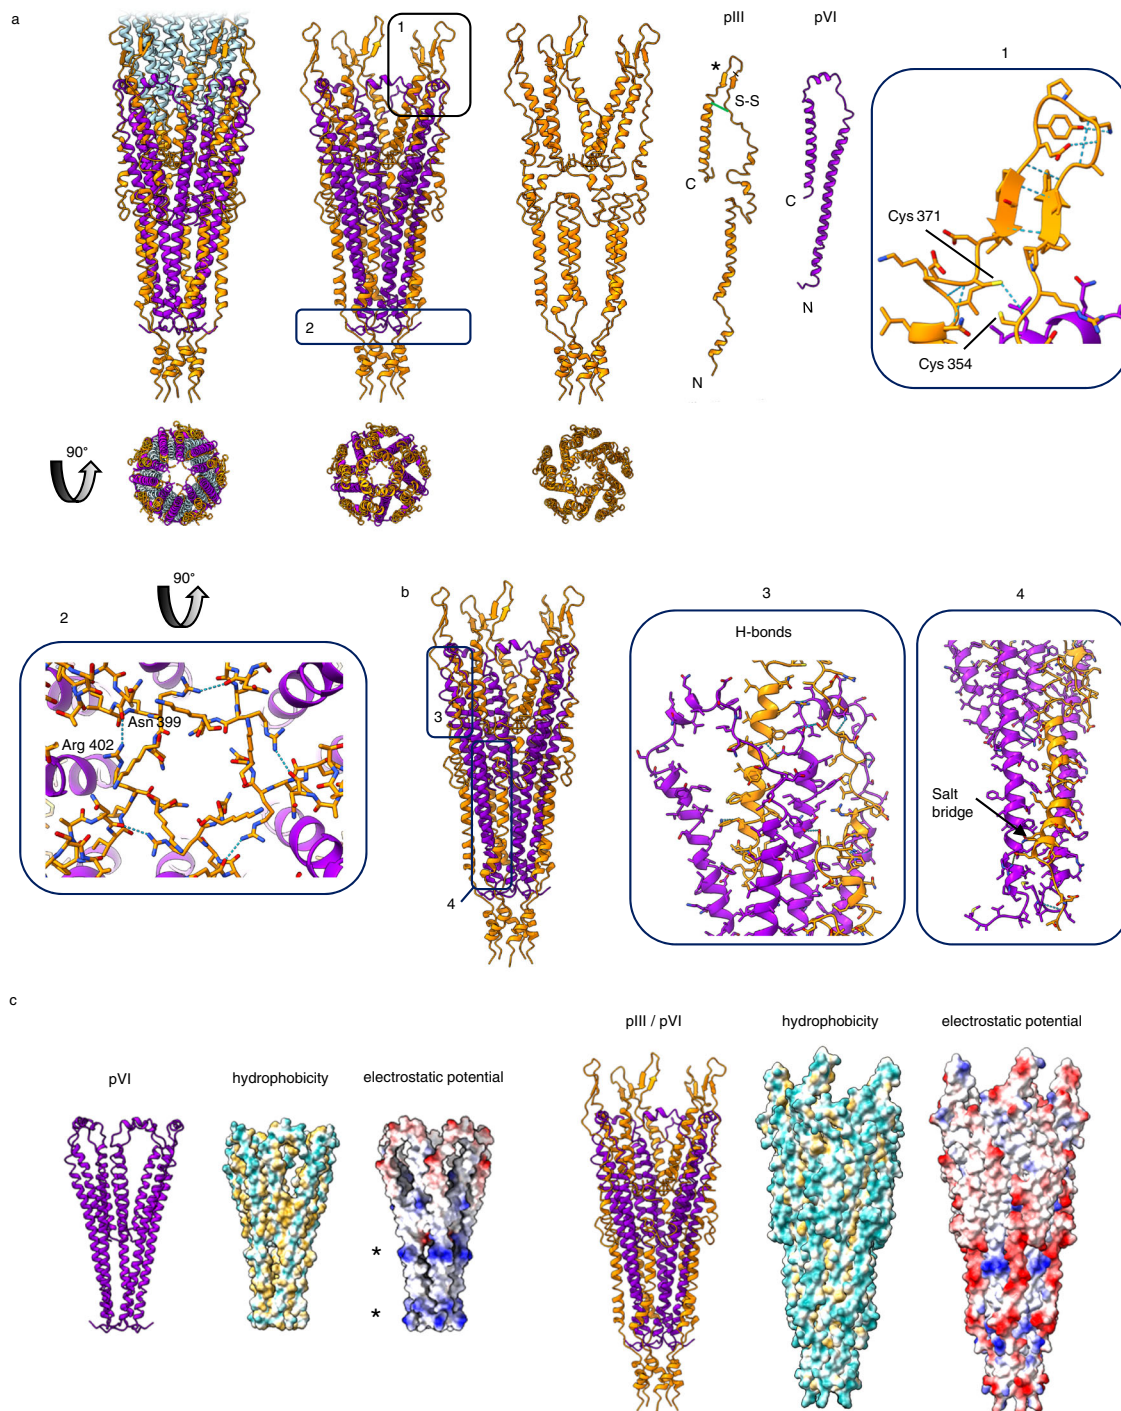 a
pIII
pVI
1
1
*
S-S
C
C
Cys 371
N
2
Cys 354
N
90°
90°
2
b
3
4
H-bonds
Asn 399
3
Arg 402
Salt
bridge
4
c
pIII / pVI
hydrophobicity
electrostatic potential
pVI
hydrophobicity
electrostatic potential
*
*